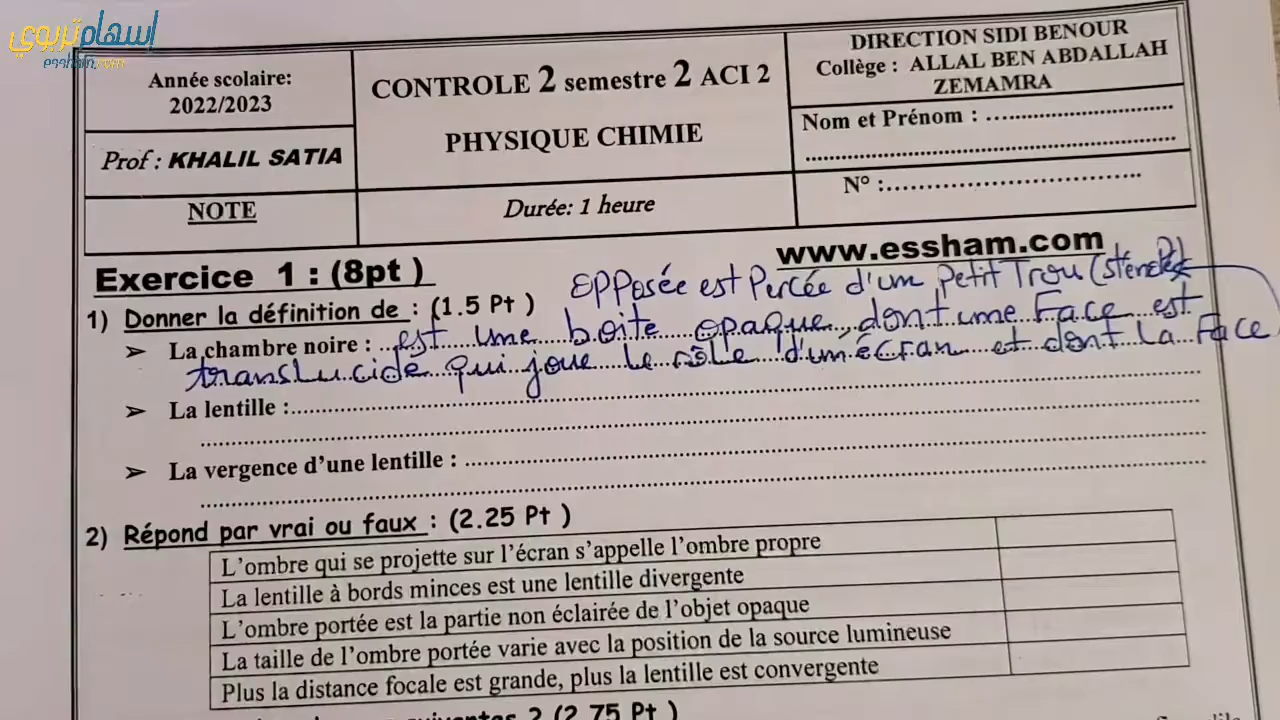 إسهام تربوي
essham.com
Année scolaire:
2022/2023
Prof : KHALIL SATIA
NOTE
CONTROLE 2 semestre 2 ACI 2
PHYSIQUE CHIMIE
Durée: 1 heure
DIRECTION SIDI BENOUR
Collège : ALLAL BEN ABDALLAH
ZEMAMRA
Nom et Prénom : ...........................
N° :..............................
www.essham.com
Exercice 1 : (8pt )
opposée est Percée d'un Petit Trou (sténopé)
1) Donner la définition de : (1.5 Pt )
➢ La chambre noire : est une boite opaque, dont une Face est
translucide qui joue le rôle d'un écran et dont la Face
➢ La lentille :...........................
➢ La vergence d’une lentille : ...........................
2) Répond par vrai ou faux : (2.25 Pt )
L’ombre qui se projette sur l’écran s’appelle l’ombre propre
La lentille à bords minces est une lentille divergente
L’ombre portée est la partie non éclairée de l’objet opaque
La taille de l’ombre portée varie avec la position de la source lumineuse
Plus la distance focale est grande, plus la lentille est convergente
suivantes ? (2.75 Pt )